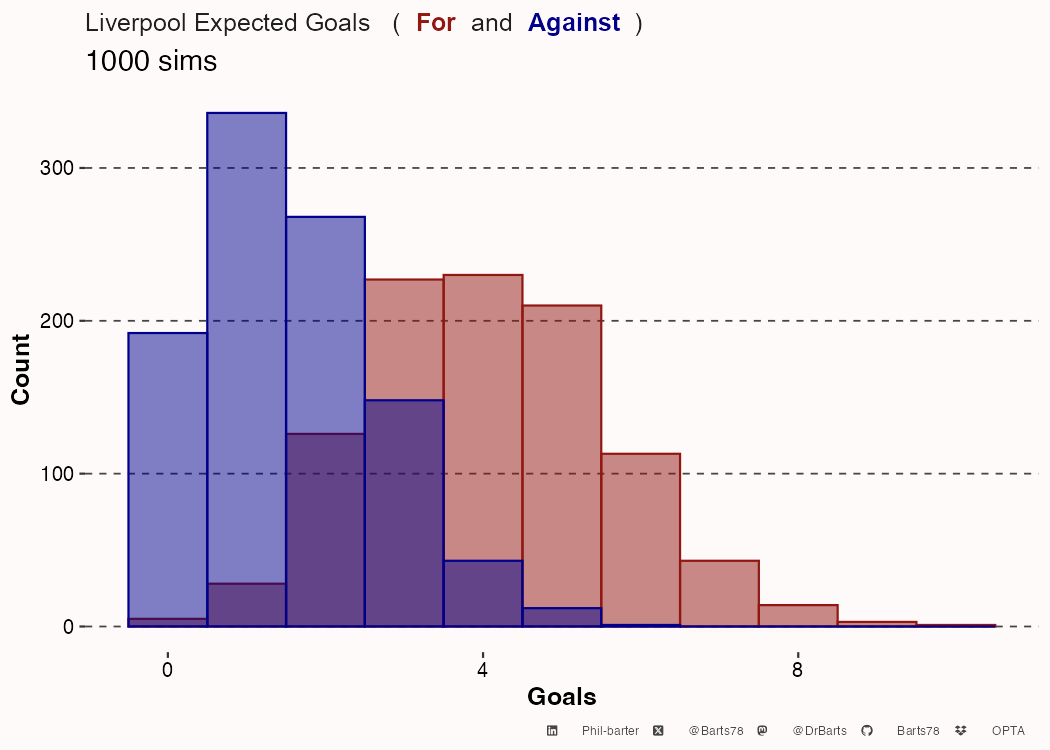 Liverpool Expected Goals ( For and Against )
1000 sims
300
200
100
0
Count
0 4 8
Goals
Phil-barter @Barts78 @DrBarts Barts78 OPTA